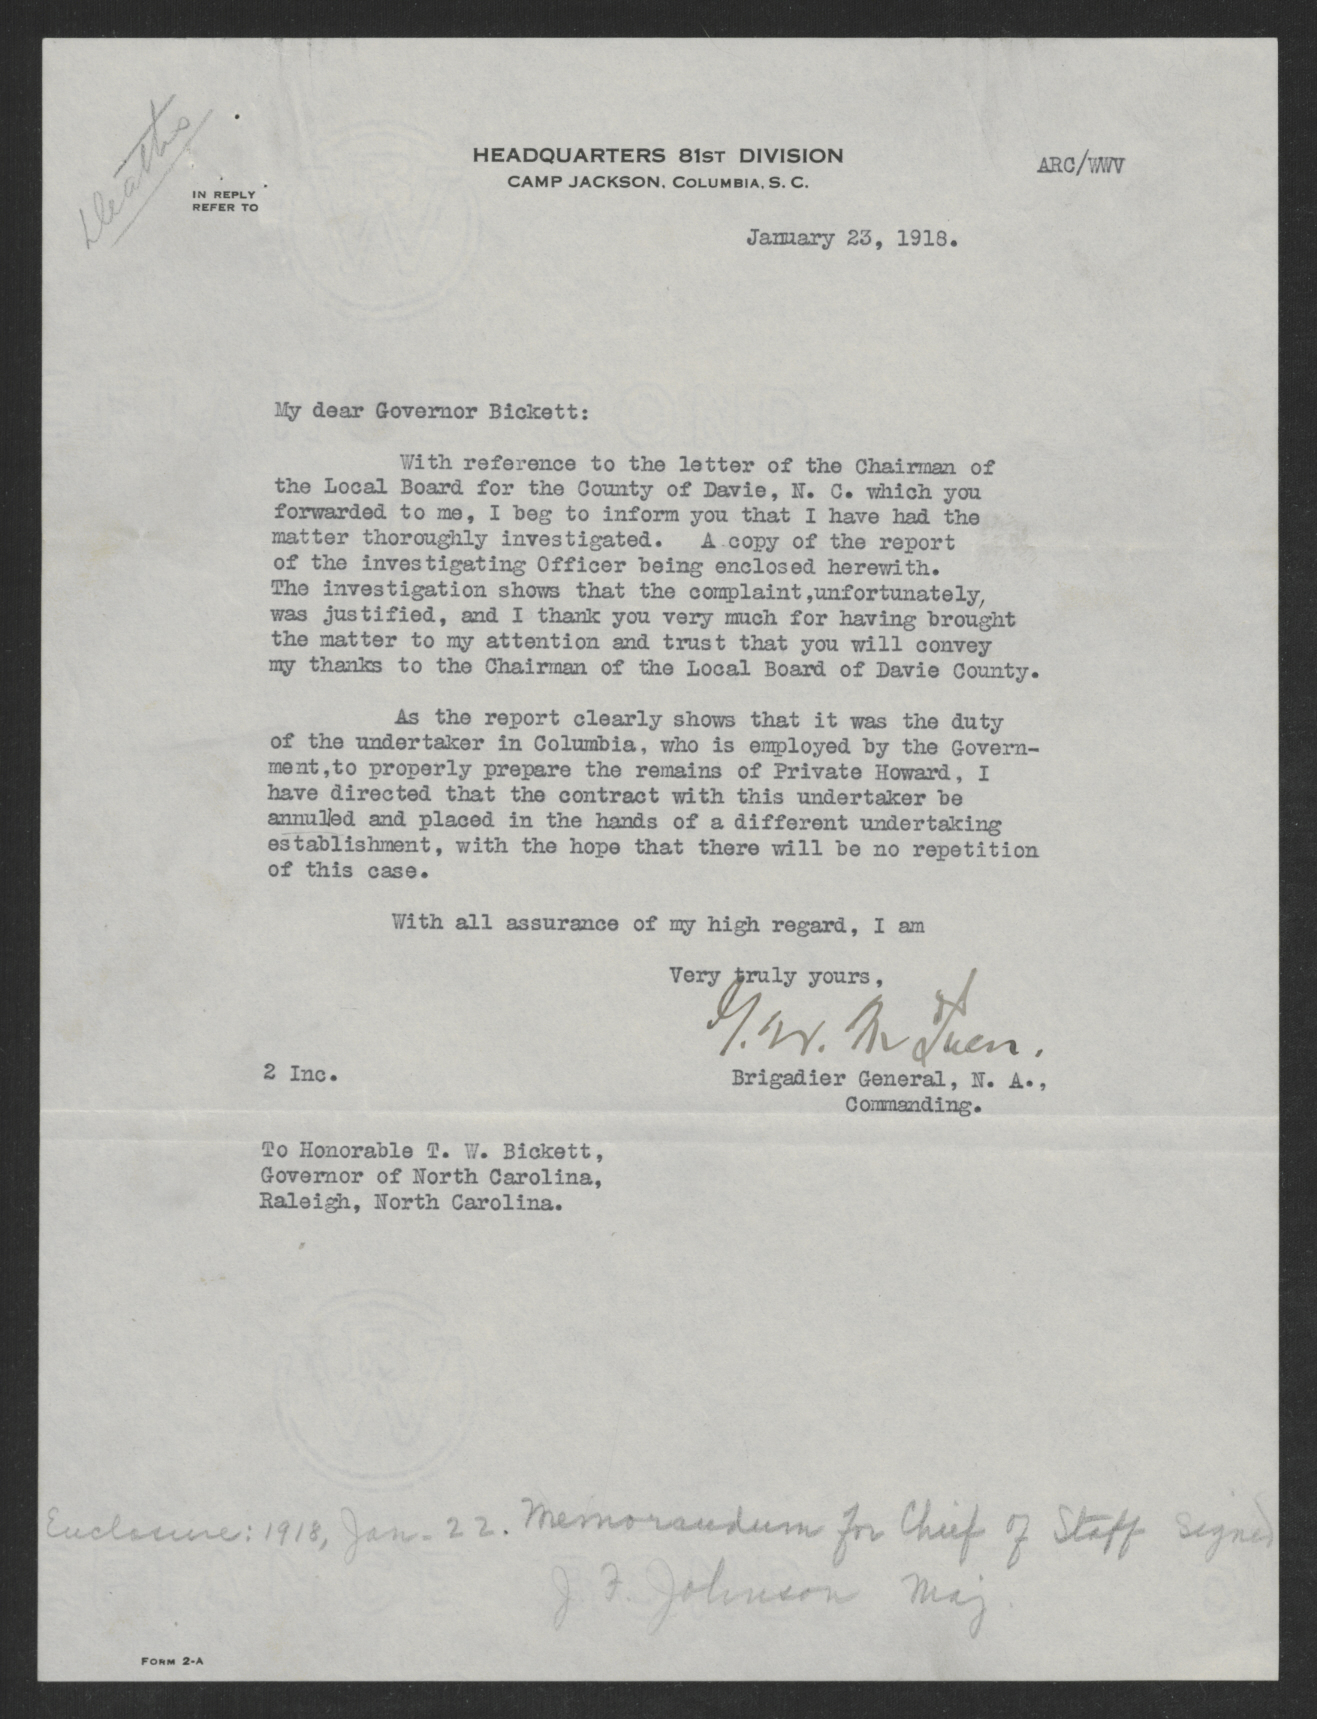 Deaths
HEADQUARTERS 81ST DIVISION
CAMP JACKSON, COLUMBIA, S. C.
ARC/WWV
IN REPLY
REFER TO
January 23, 1918.
My dear Governor Bickett:
With reference to the letter of the Chairman of
the Local Board for the County of Davie, N. C. which you
forwarded to me, I beg to inform you that I have had the
matter thoroughly investigated. A copy of the report
of the investigating Officer being enclosed herewith.
The investigation shows that the complaint,unfortunately,
was justified, and I thank you very much for having brought
the matter to my attention and trust that you will convey
my thanks to the Chairman of the Local Board of Davie County.
As the report clearly shows that it was the duty
of the undertaker in Columbia, who is employed by the Govern-
ment,to properly prepare the remains of Private Howard, I
have directed that the contract with this undertaker be
annulled and placed in the hands of a different undertaking
establishment, with the hope that there will be no repetition
of this case.
With all assurance of my high regard, I am
Very truly yours,
G. W. McIver.
2 Inc.
Brigadier General, N. A.,
Commanding.
To Honorable T. W. Bickett,
Governor of North Carolina,
Raleigh, North Carolina.
Enclosure: 1918, Jan. 22. Memorandum for Chief of Staff signed
J. F. Johnson Maj.
FORM 2-A